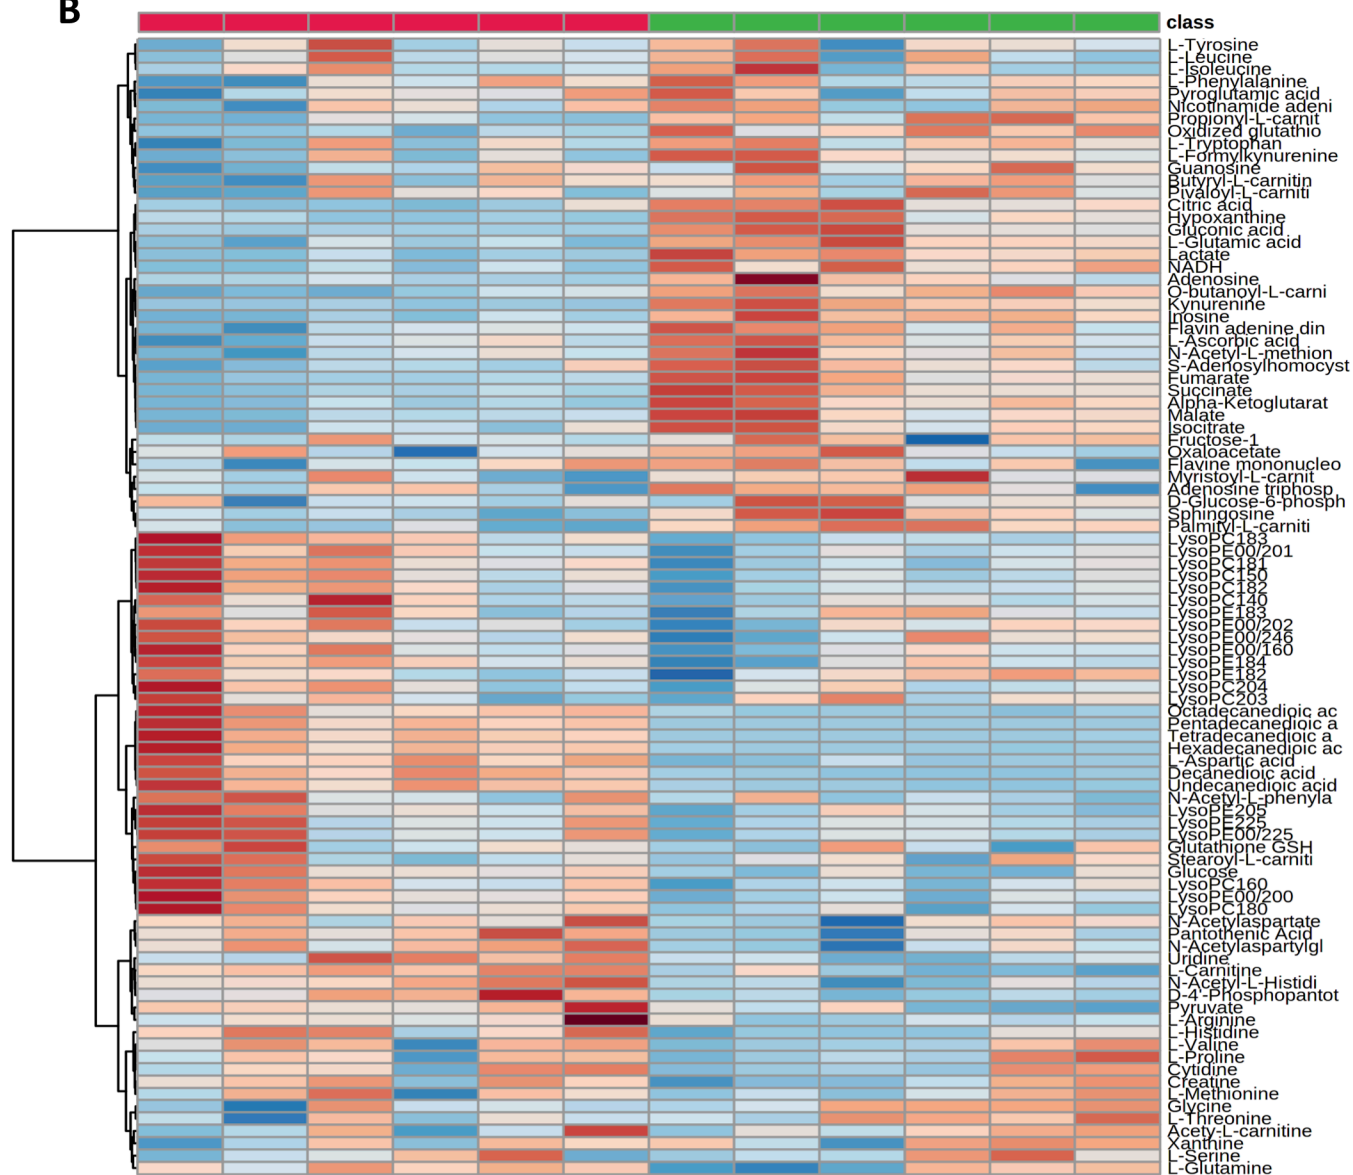 B
class
L-Tyrosine
L-Leucine
L-Isoleucine
L-Phenylalanine
Pyroglutamic acid
Nicotinamide adeni
Propionyl-L-carnit
Oxidized glutathio
L-Tryptophan
L-Formylkynurenine
Guanosine
Butyryl-L-carnitin
Pivaloyl-L-carniti
Citric acid
Hypoxanthine
Gluconic acid
L-Glutamic acid
Lactate
NADH
Adenosine
O-butanoyl-L-carni
Kynurenine
Inosine
Flavin adenine din
L-Ascorbic acid
N-Acetyl-L-methion
S-Adenosylhomocyst
Fumarate
Succinate
Alpha-Ketoglutarat
Malate
Isocitrate
Fructose-1
Oxaloacetate
Flavine mononucleo
Myristoyl-L-carnit
Adenosine triphosp
D-Glucose-6-phosph
Sphingosine
Palmityl-L-carniti
LysoPC183
LysoPE00/201
LysoPC181
LysoPC150
LysoPC182
LysoPC140
LysoPE183
LysoPE00/202
LysoPE00/246
LysoPE00/160
LysoPE184
LysoPE182
LysoPC204
LysoPC203
Octadecanedioic ac
Pentadecanedioic a
Tetradecanedioic a
Hexadecanedioic ac
L-Aspartic acid
Decanedioic acid
Undecanedioic acid
N-Acetyl-L-phenyla
LysoPE205
LysoPE225
LysoPE00/225
Glutathione GSH
Stearoyl-L-carniti
Glucose
LysoPC160
LysoPE00/200
LysoPC180
N-Acetylaspartate
Pantothenic Acid
N-Acetylaspartylgl
Uridine
L-Carnitine
N-Acetyl-L-Histidi
D-4'-Phosphopantot
Pyruvate
L-Arginine
L-Histidine
L-Valine
L-Proline
Cytidine
Creatine
L-Methionine
Glycine
L-Threonine
Acety-L-carnitine
Xanthine
L-Serine
L-Glutamine